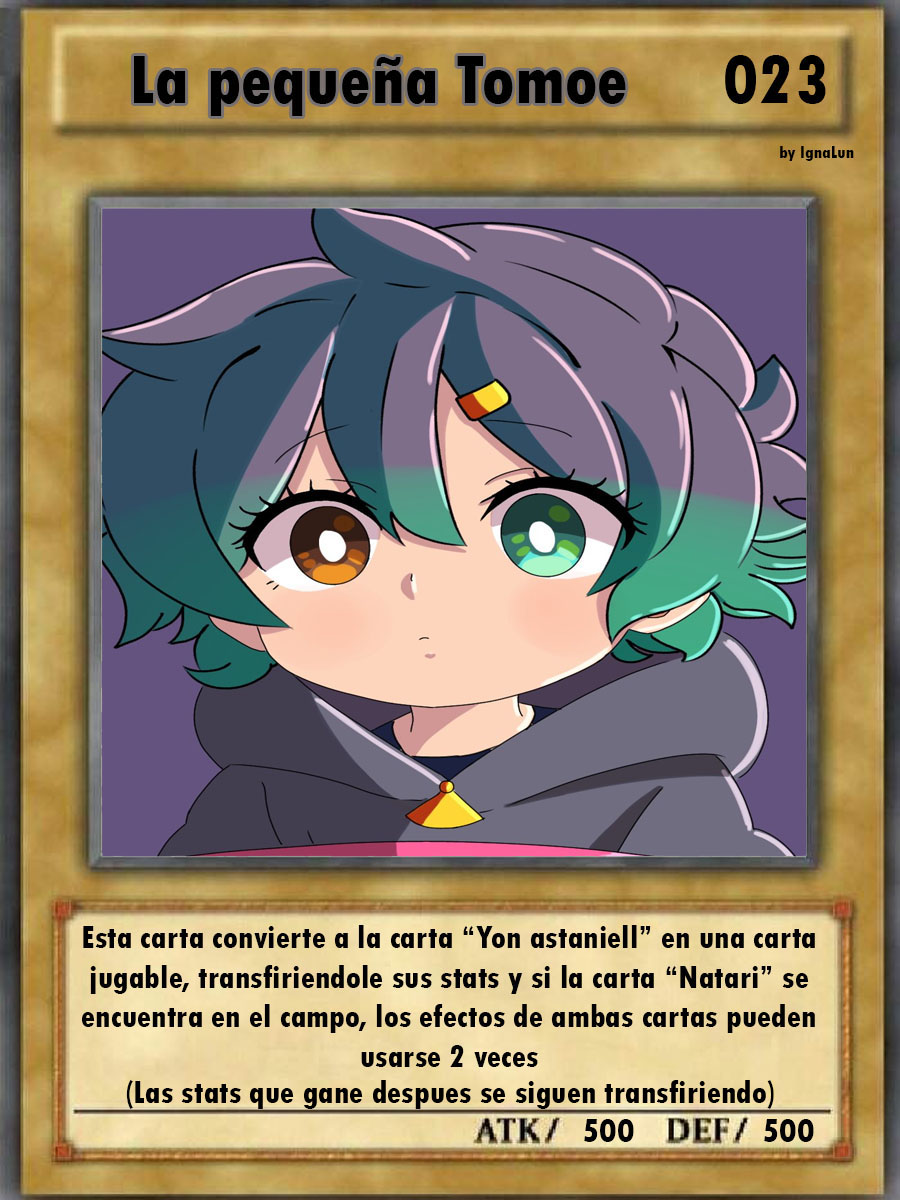 La pequeña Tomoe 023
by IgnaLun
Esta carta convierte a la carta “Yon astaniell” en una carta
jugable, transfiriendole sus stats y si la carta “Natari” se
encuentra en el campo, los efectos de ambas cartas pueden
usarse 2 veces
(Las stats que gane despues se siguen transfiriendo)
ATK/ 500 DEF/ 500